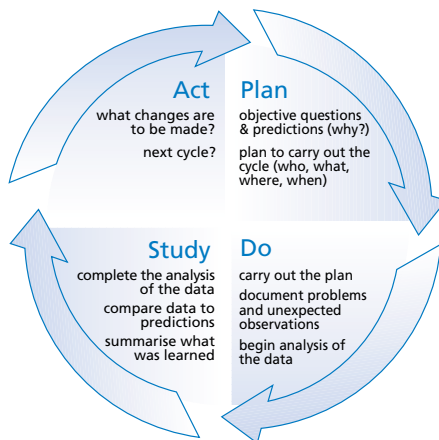 Act
what changes are
to be made?
next cycle?
Plan
objective questions
& predictions (why?)
plan to carry out the
cycle (who, what,
where, when)
Study
complete the analysis
of the data
compare data to
predictions
summarise what
was learned
Do
carry out the plan
document problems
and unexpected
observations
begin analysis of
the data